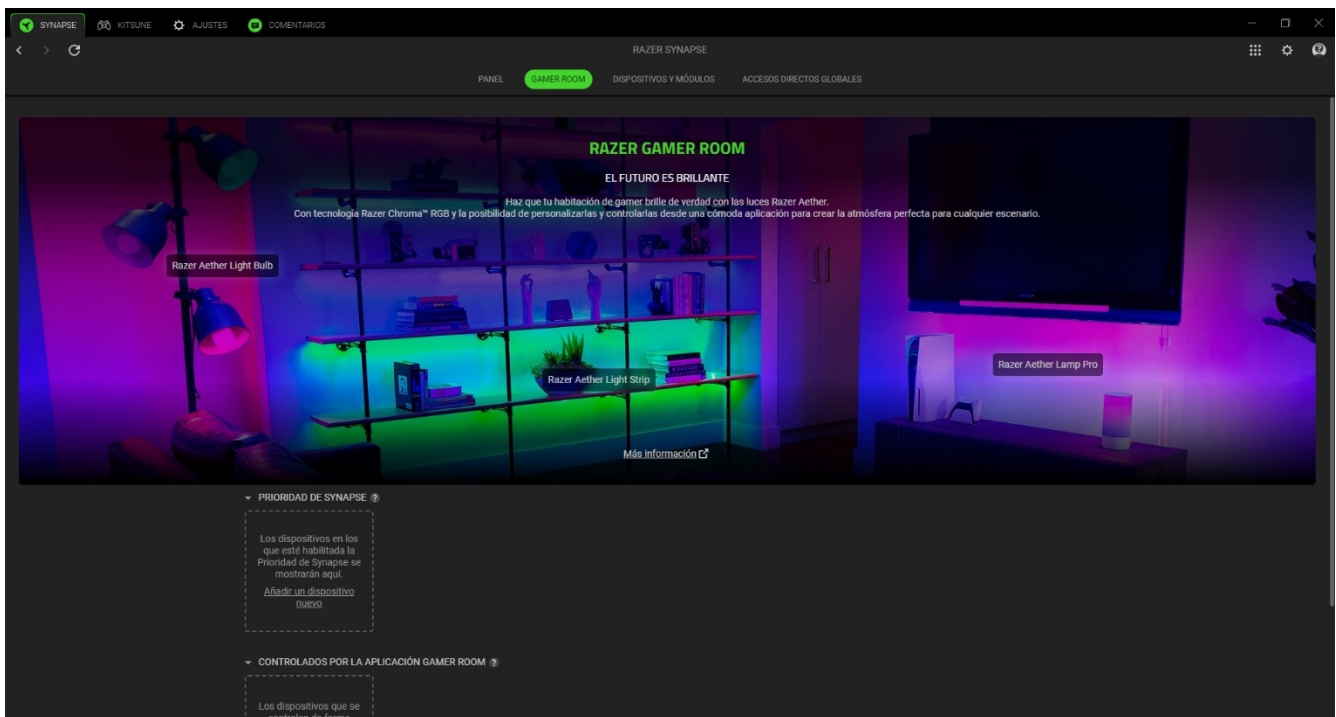 SYNAPSE
KITSUNE
AJUSTES
COMENTARIOS
RAZER SYNAPSE
PANEL
GAMER ROOM
DISPOSITIVOS Y MÓDULOS
ACCESOS DIRECTOS GLOBALES
RAZER GAMER ROOM
EL FUTURO ES BRILLANTE
Haz que tu habitación de gamer brille de verdad con las luces Razer Aether.
Con tecnología Razer Chroma™ RGB y la posibilidad de personalizarlas y controlarlas desde una cómoda aplicación para crear la atmósfera perfecta para cualquier escenario.
Razer Aether Light Bulb
Razer Aether Lamp Pro
Razer Aether Light Strip
Más información
PRIORIDAD DE SYNAPSE ?
Los dispositivos en los
que esté habilitada la
Prioridad de Synapse se
mostrarán aquí.
Añadir un dispositivo
nuevo
CONTROLADOS POR LA APLICACIÓN GAMER ROOM ?
Los dispositivos que se
controlan de forma